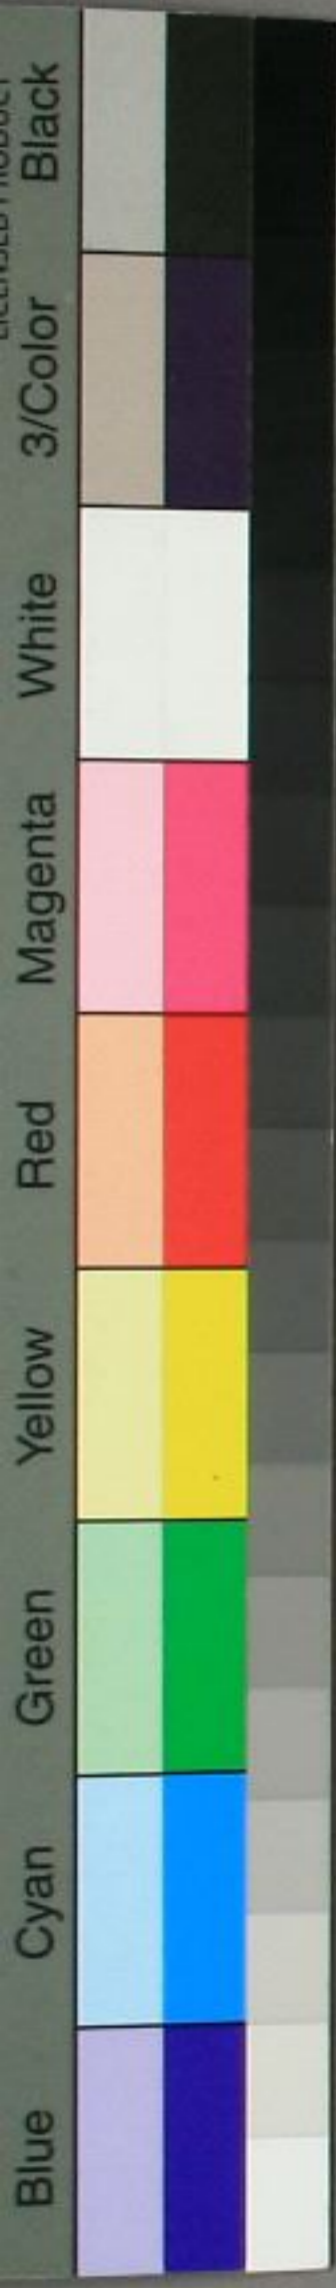 Blue
Cyan
Green
Yellow
Red
Magenta
White
3/Color
Black